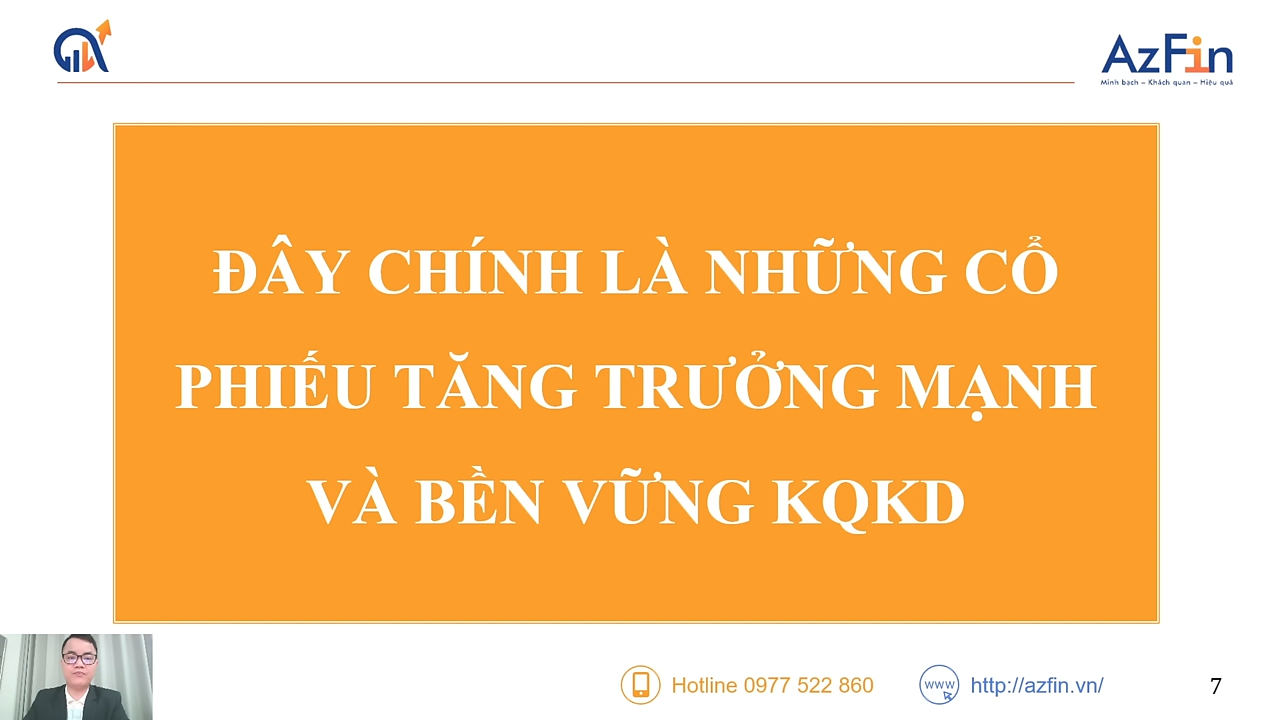 AzFin
Minh bạch – Khách quan – Hiệu quả
ĐÂY CHÍNH LÀ NHỮNG CỔ
PHIẾU TĂNG TRƯỞNG MẠNH
VÀ BỀN VỮNG KQKD
Hotline 0977 522 860
www
http://azfin.vn/
7